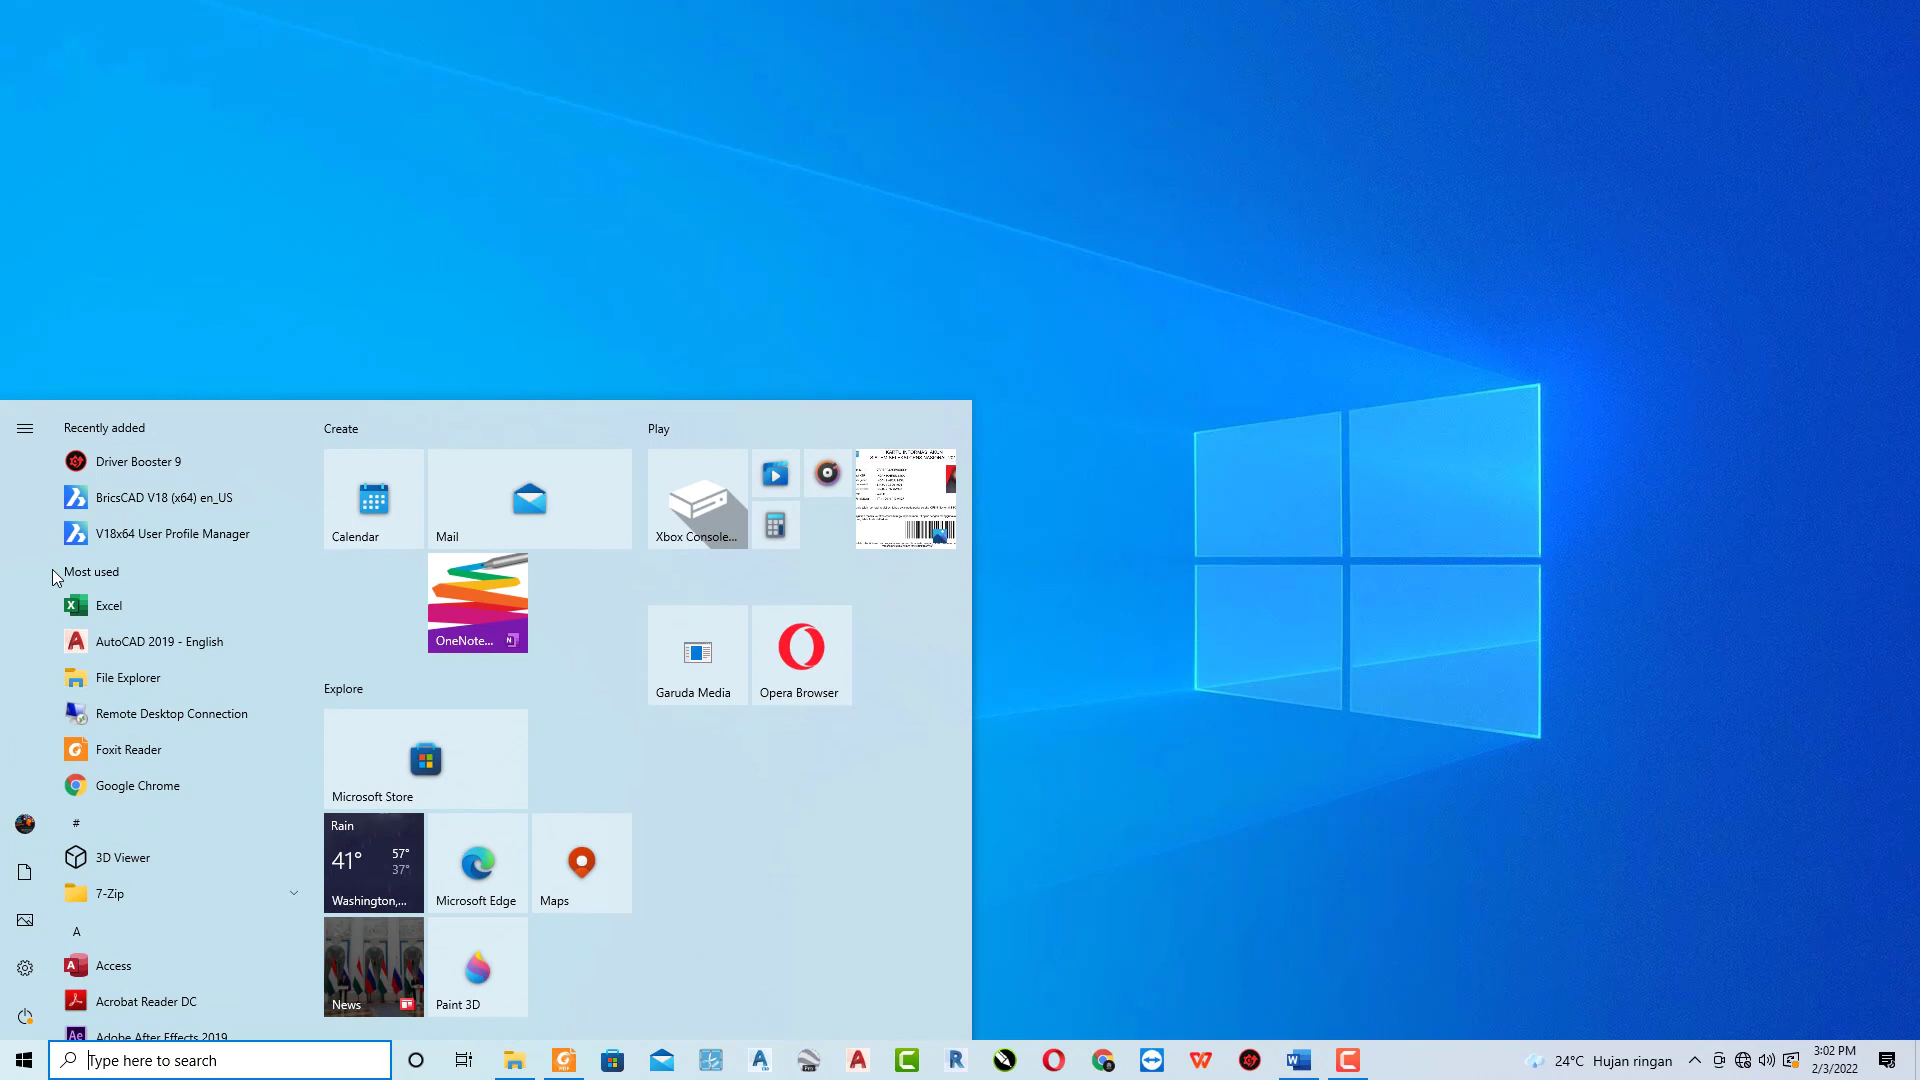 Recently added
Driver Booster 9
BricsCAD V18 (x64) en_US
V18x64 User Profile Manager
Most used
Excel
AutoCAD 2019 - English
File Explorer
Remote Desktop Connection
Foxit Reader
Google Chrome
#
3D Viewer
7-Zip
A
Access
Acrobat Reader DC
Adobe After Effects 2019
Create
Calendar
Mail
OneNote...
Explore
Microsoft Store
Rain
41°
57°
37°
Washington,...
Microsoft Edge
Maps
News
Paint 3D
Play
Xbox Console...
KARTU INFORMASI AKUN
Garuda Media
Opera Browser
Type here to search
24°C Hujan ringan
3:02 PM
2/3/2022